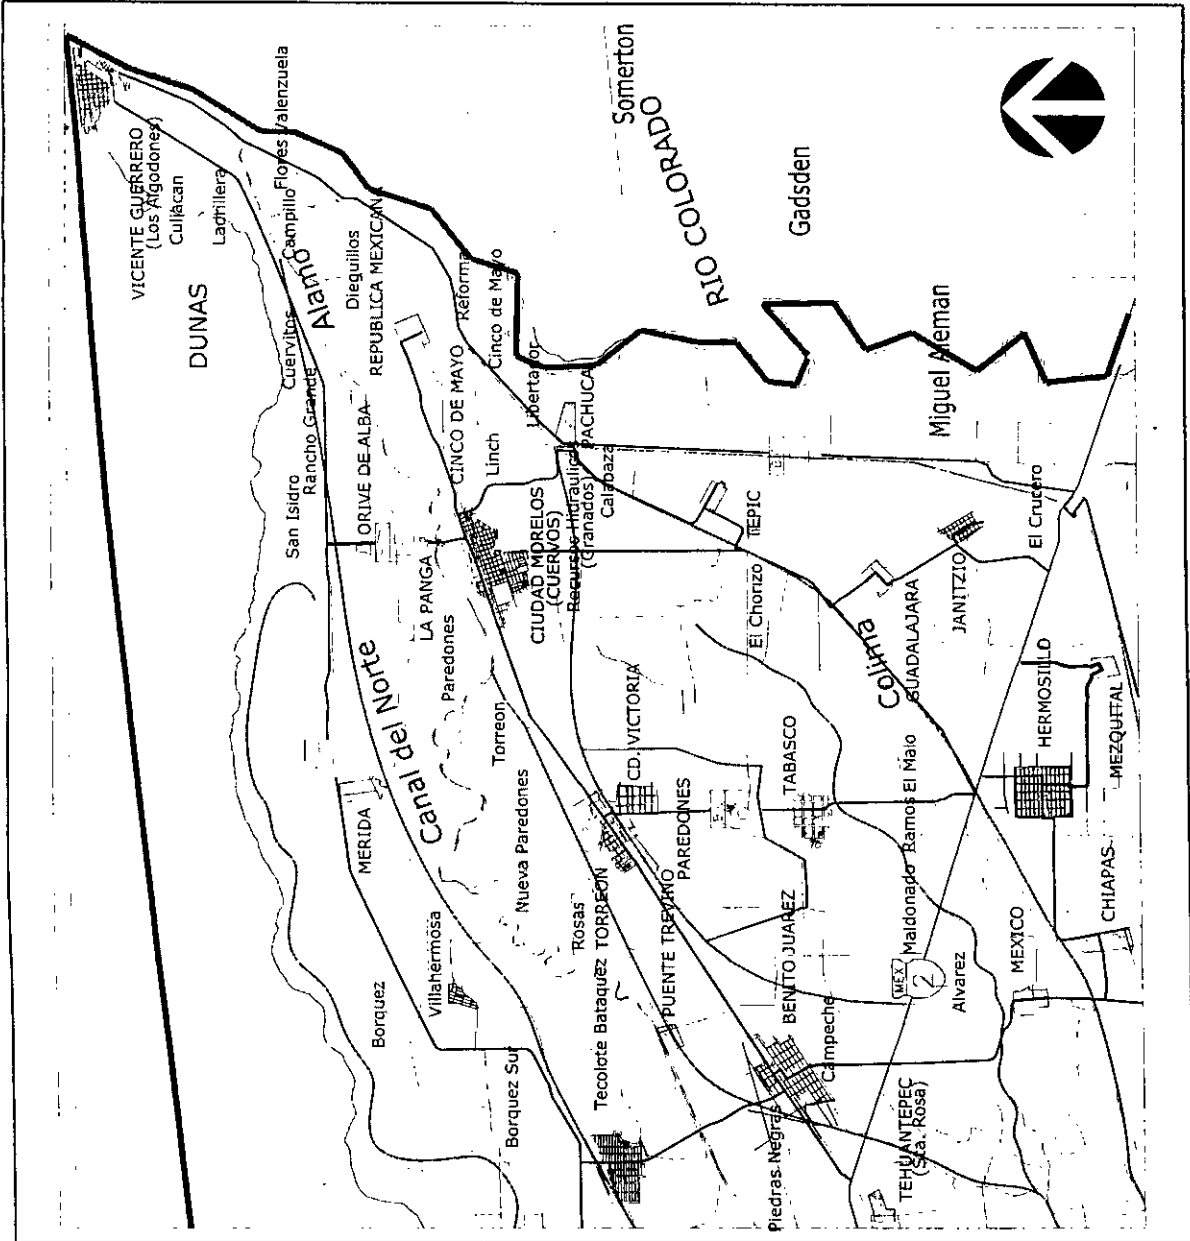 VICENTE GUERRERO
(Los Algodones)
Culiacan
Ladrillera
Flores Valenzuela
Campillo
DUNAS
Alamo
Cuervitos
Rancho Grande
San Isidro
Dieguillos
REPUBLICA MEXICANA
Reforma
Cinco de Mayo
CINCO DE MAYO
ORIVE DE ALBA
Linch
Libertador
PACHUCA
Calabaza
Recursos Hidraulicos
(Granados)
CIUDAD MORELOS
(CUERVOS)
LA PANGA
Paredones
Somerton
RIO COLORADO
Gadsden
Miguel Aleman
TEPIC
El Chorizo
El Crucero
JANITZIO
GUADALAJARA
Colima
Canal del Norte
Torreon
Nueva Paredones
CD. VICTORIA
PAREDONES
TABASCO
HERMOSILLO
MEZQUITAL
MERIDA
Villahermosa
Borquez
Borquez Sur
Rosas
Tecolote Bataquez TORREON
PUENTE TREVINO
BENITO JUAREZ
Campeche
Maldonado Ramos El Malo
MEX
2
Alvarez
MEXICO
CHIAPAS
Piedras Negras
TEHUANTEPEC
(Sta. Rosa)